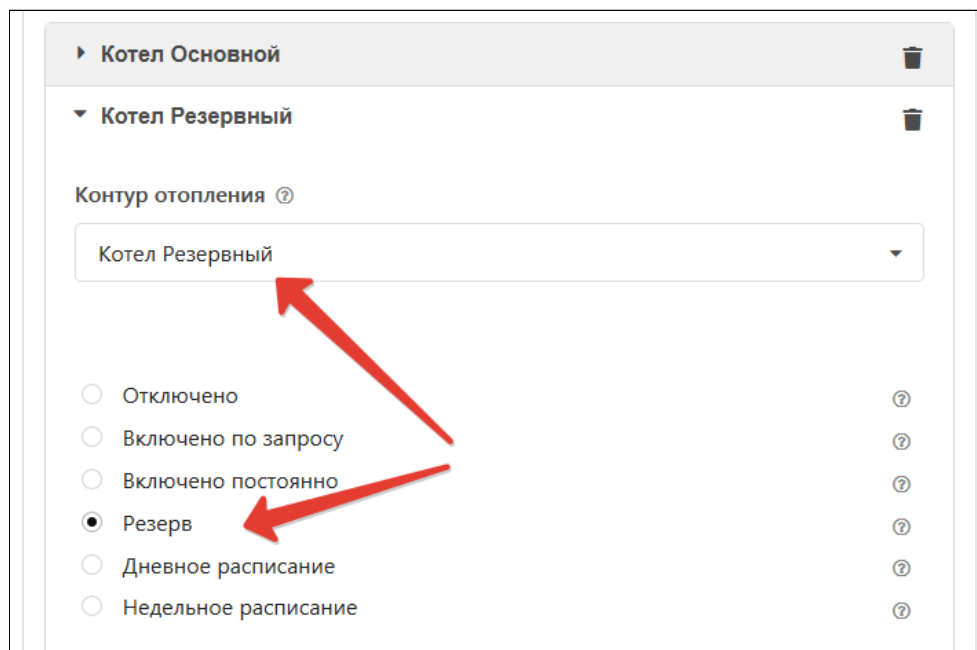 Котел Основной
Котел Резервный
Контур отопления
Котел Резервный
Отключено
Включено по запросу
Включено постоянно
Резерв
Дневное расписание
Недельное расписание